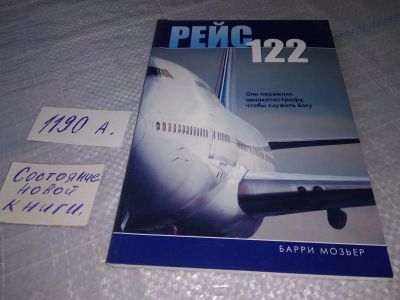 РЕЙС
122
Они пережили
авиакатастрофу,
чтобы служить Богу
БАРРИ МОЗЬЕР
1190 А.
Состояние
новой
книги.